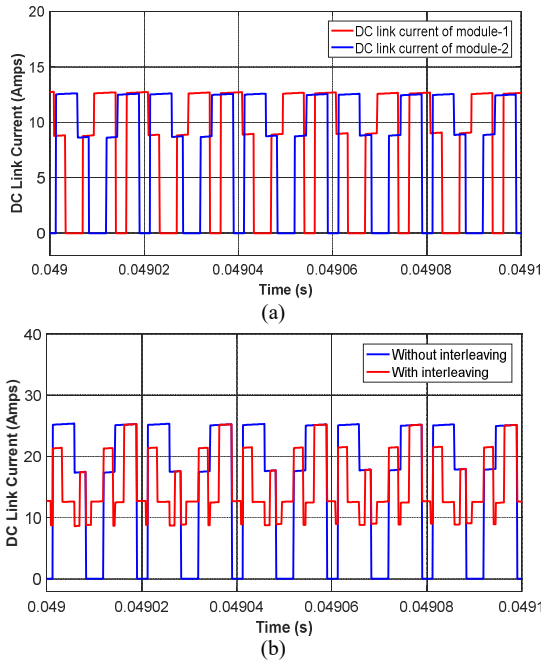 20
15
10
5
0
DC Link Current (Amps)
DC link current of module-1
DC link current of module-2
0.049
0.04902
0.04904
0.04906
0.04908
0.0491
Time (s)
(a)
40
30
20
10
0
DC Link Current (Amps)
Without interleaving
With interleaving
0.049
0.04902
0.04904
0.04906
0.04908
0.0491
Time (s)
(b)